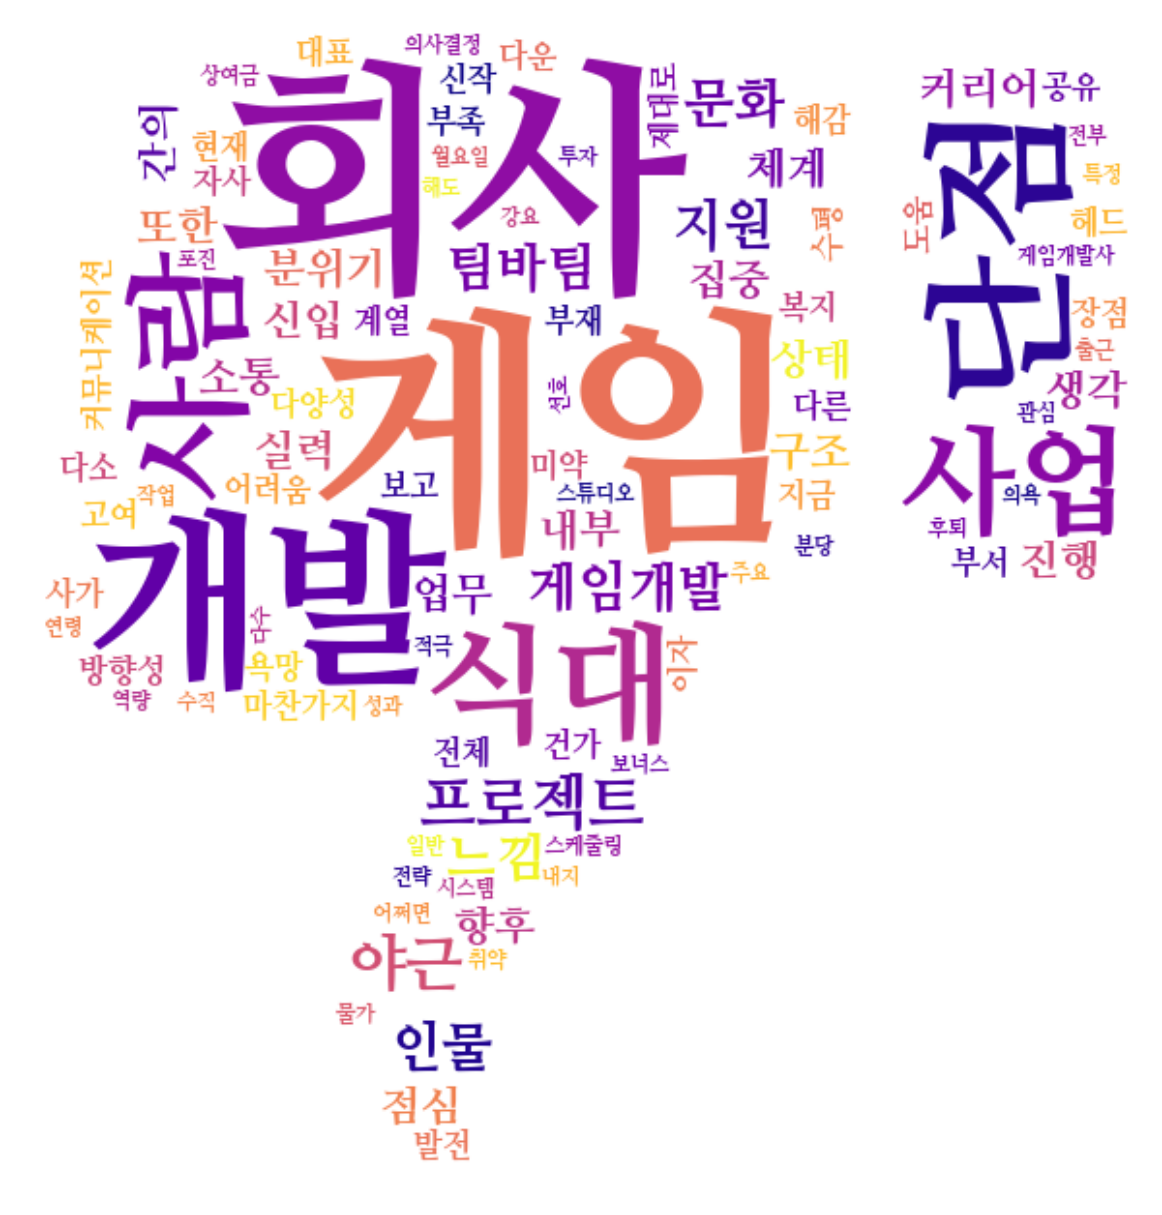 대표
의사결정
다운
상여금
신작
제대로
문화
커리어
공유
회사
간의
현재
부족
해감
전부
월요일
투자
체계
단점
특정
자사
해도
강요
지원
수평
도움
헤드
또한
포진
분위기
팀바팀
집중
게임개발사
커뮤니케이션
사람
신입
계열
부재
복지
장점
게임
소통
상태
출근
다양성
선호
다른
생각
관심
다소
실력
미약
구조
사업
작업
어려움
보고
스튜디오
지금
의욕
고여
개발
내부
분당
후퇴
부서
진행
사가
업무
게임개발
주요
연령
다수
적극
식대
이자
방향성
욕망
역량
수직
마찬가지
성과
전체
건가
보너스
프로젝트
일반
느낌
스케줄링
전략
시스템
내지
어쩌면
향후
야근
취약
물가
인물
점심
발전